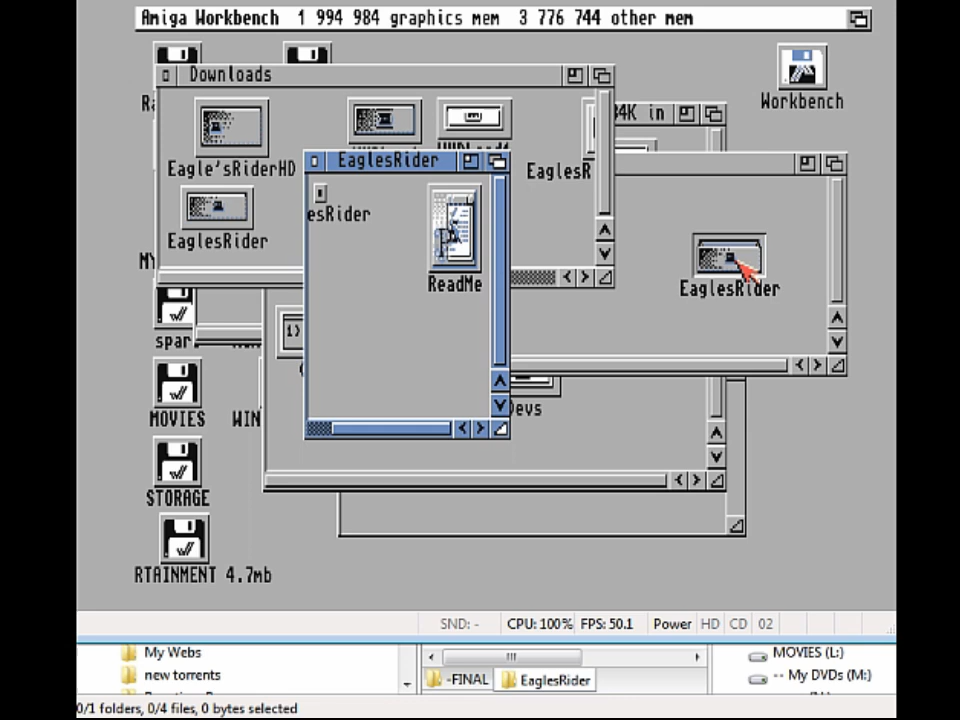 Amiga Workbench 1 994 984 graphics mem 3 776 744 other mem
Downloads
Workbench
34K in
Eagle'sRiderHD
EaglesRider
EaglesR
EaglesRider
esRider
ReadMe
EaglesRider
MY
1>
spar
Devs
MOVIES
WIN
STORAGE
RTAINMENT 4.7mb
SND: - CPU: 100% FPS: 50.1 Power HD CD 02
My Webs
new torrents
-FINAL
EaglesRider
MOVIES (L:)
-- My DVDs (M:)
0/1 folders, 0/4 files, 0 bytes selected